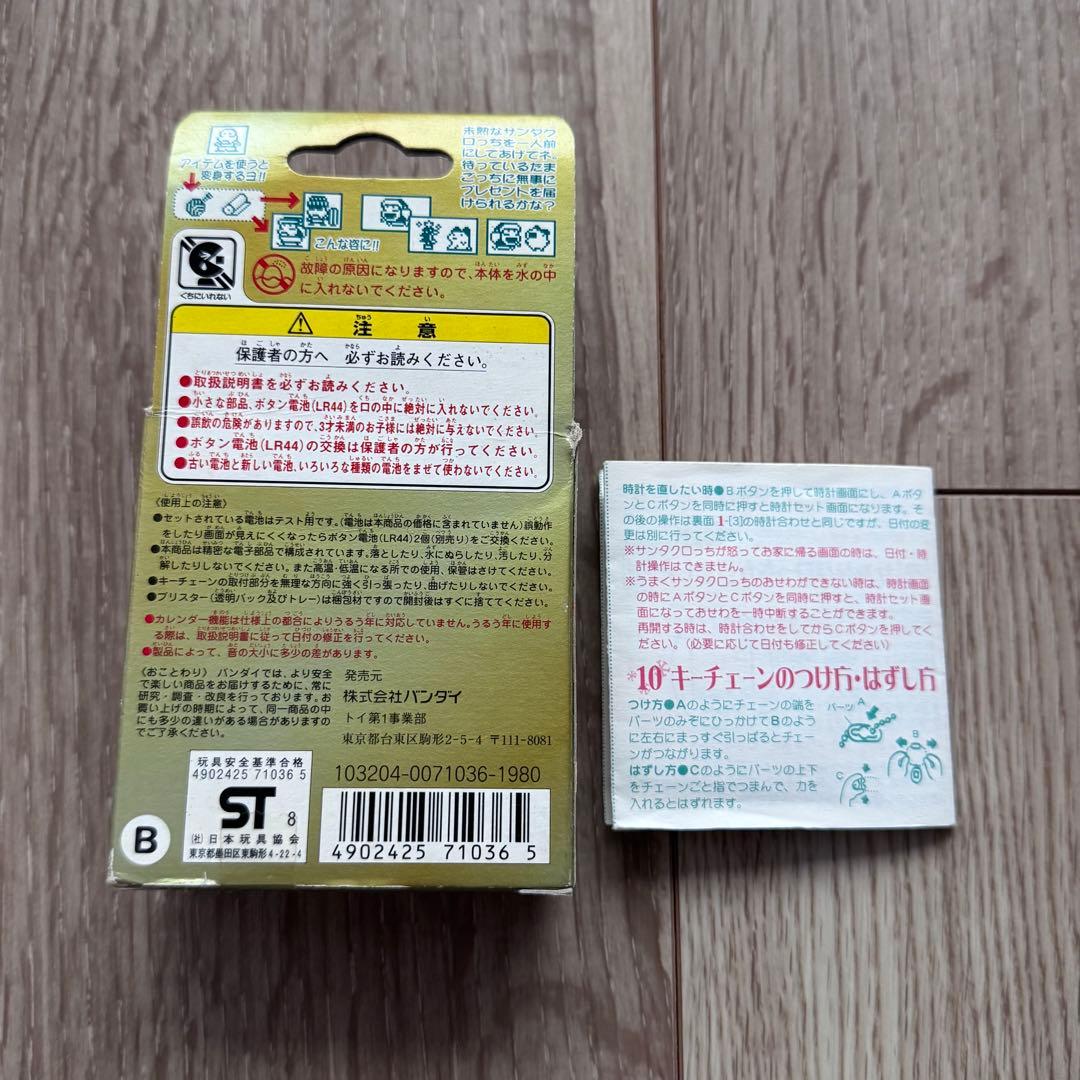 アイテムを使うと
変身するヨ!!
こんな姿に!!
未熟なサンタク
ロっちを一人前
にしてあげてネ。
待っているたま
ごっちに無事に
プレゼントを届
けられるかな?
くちにいれない
故障の原因になりますので、本体を水の中
に入れないでください。
注意
保護者の方へ 必ずお読みください。
●取扱説明書を必ずお読みください。
●小さな部品、ボタン電池(LR44)を口の中に絶対に入れないでください。
●誤飲の危険がありますので、3才未満のお子様には絶対に与えないでください。
●ボタン電池(LR44)の交換は保護者の方が行ってください。
●古い電池と新しい電池、いろいろな種類の電池をまぜて使わないでください。
《使用上の注意》
●セットされている電池はテスト用です。(電池は本商品の価格に含まれていません)誤動作
をしたり画面が見えにくくなったらボタン電池(LR44)2個(別売り)をご交換ください。
●本商品は精密な電子部品で構成されています。落としたり、水にぬらしたり、汚したり、分
解したりしないでください。また高温・低温になる所での使用、保管はさけてください。
●キーチェーンの取付部分を無理な方向に強く引っ張ったり、曲げたりしないでください。
●ブリスター(透明パック及びトレー)は梱包材ですので開封後はすぐに捨ててください。
●カレンダー機能は仕様上の都合によりうるう年に対応していません。うるう年に使用す
る際は、取扱説明書に従って日付の修正を行ってください。
●製品によって、音の大小に多少の差があります。
《おことわり》バンダイでは、より安全
で楽しい商品をお届けするために、常に
研究・調査・改良を行っております。お
買い上げの時期によって、同一商品の中
にも多少の違いがある場合がありますの
でご了承ください。
発売元
株式会社バンダイ
トイ第1事業部
東京都台東区駒形2-5-4 〒111-8081
玩具安全基準合格
4902425 71036 5
ST 8
(社)日本玩具協会
東京都墨田区東駒形4-22-4
B
103204-0071036-1980
4902425 71036 5
時計を直したい時●Bボタンを押して時計画面にし、Aボタ
ンとCボタンを同時に押すと時計セット画面になります。そ
の後の操作は裏面1-[3]の時計合わせと同じですが、日付の変
更は別に行ってください。
※サンタクロっちが怒ってお家に帰る画面の時は、日付・時
計操作はできません。
※うまくサンタクロっちのおせわができない時は、時計画面
の時にAボタンとCボタンを同時に押すと、時計セット画
面になっておせわを一時中断することができます。
再開する時は、時計合わせをしてからCボタンを押してく
ださい。(必要に応じて日付も修正してください)
10 キーチェーンのつけ方・はずし方
つけ方●Aのようにチェーンの端を
パーツのみぞにひっかけてBのよう
に左右にまっすぐ引っぱるとチェー
ンがつながります。
はずし方●Cのようにパーツの上下
をチェーンごと指でつまんで、力を
入れるとはずれます。
パーツ A
B
C